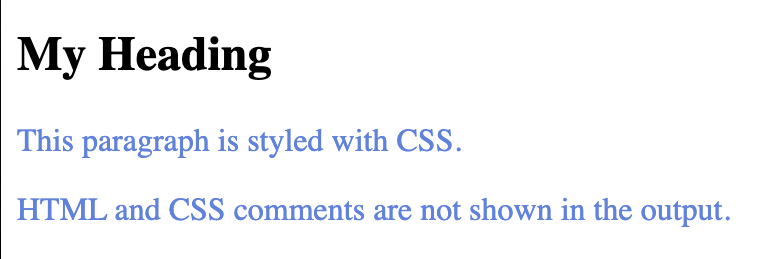 My Heading
This paragraph is styled with CSS.
HTML and CSS comments are not shown in the output.